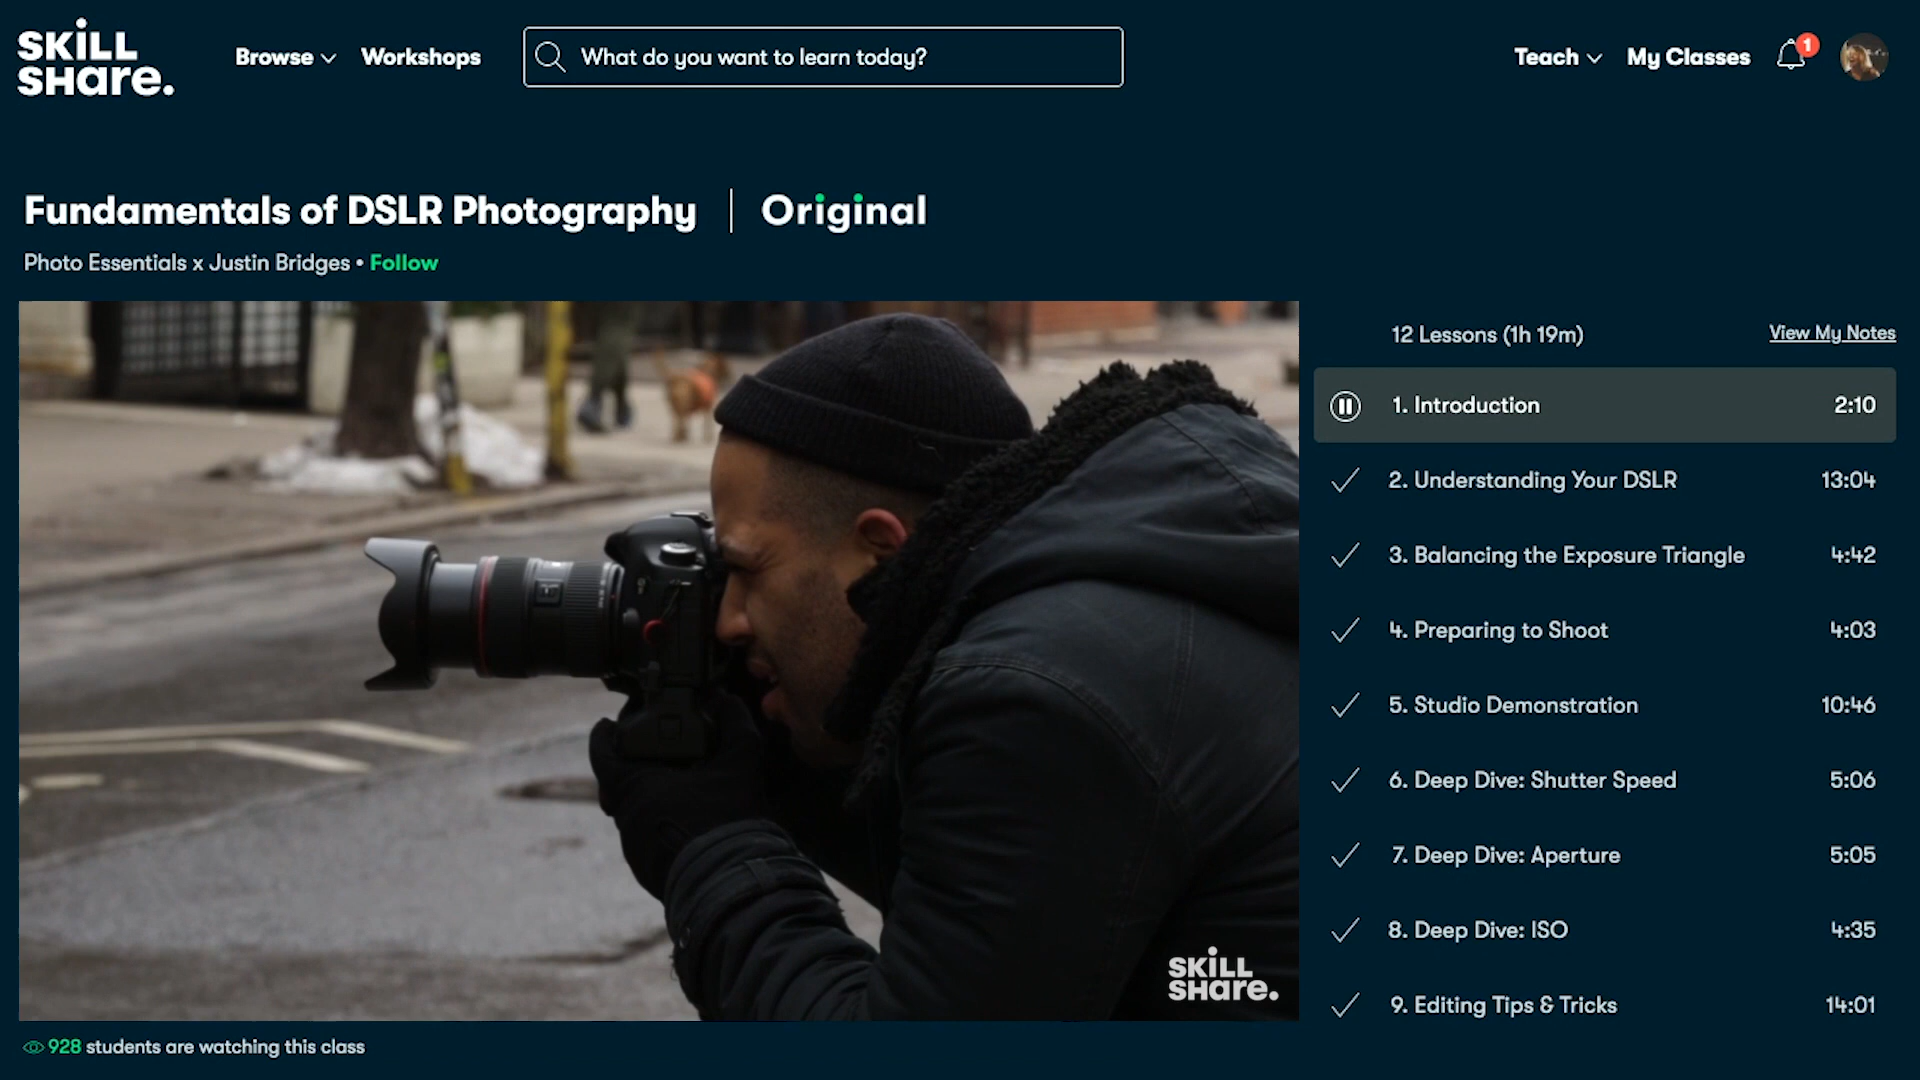 SKILL
SHare.
Browse
Workshops
What do you want to learn today?
Teach
My Classes
1
Fundamentals of DSLR Photography
Original
Photo Essentials x Justin Bridges • Follow
12 Lessons (1h 19m)
View My Notes
1. Introduction 2:10
2. Understanding Your DSLR 13:04
3. Balancing the Exposure Triangle 4:42
4. Preparing to Shoot 4:03
5. Studio Demonstration 10:46
6. Deep Dive: Shutter Speed 5:06
7. Deep Dive: Aperture 5:05
8. Deep Dive: ISO 4:35
9. Editing Tips & Tricks 14:01
SKILL
SHare.
928 students are watching this class